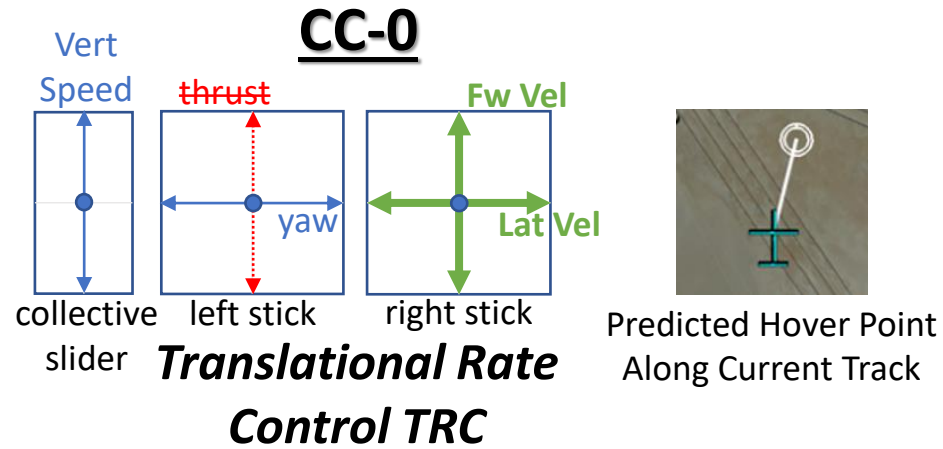 CC-0
Vert
Speed
thrust
Fw Vel
yaw
Lat Vel
collective
slider
left stick
right stick
Translational Rate
Control TRC
Predicted Hover Point
Along Current Track